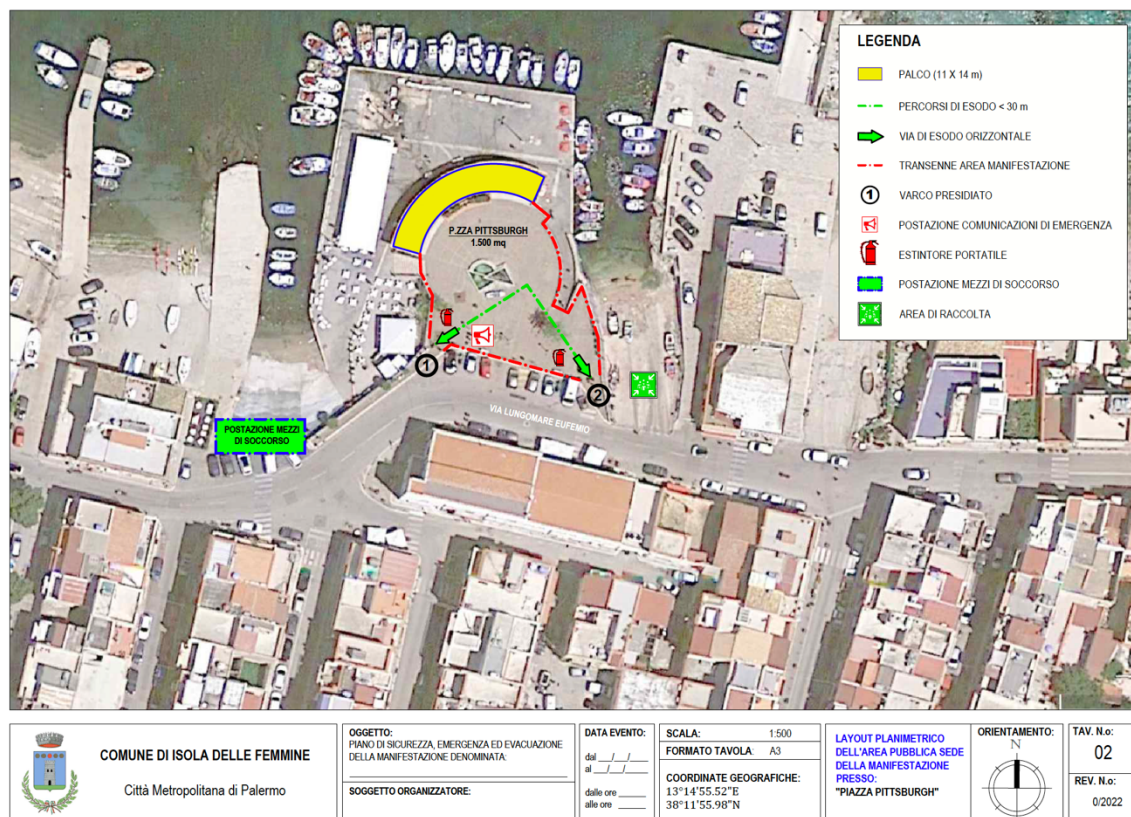 LEGENDA
PALCO (11 X 14 m)
PERCORSI DI ESODO < 30 m
VIA DI ESODO ORIZZONTALE
TRANSENNE AREA MANIFESTAZIONE
1 VARCO PRESIDIATO
POSTAZIONE COMUNICAZIONI DI EMERGENZA
ESTINTORE PORTATILE
POSTAZIONE MEZZI DI SOCCORSO
AREA DI RACCOLTA
P.ZZA PITTSBURGH
1.500 mq
1
2
VIA LUNGOMARE EUFEMIO
POSTAZIONE MEZZI
DI SOCCORSO
COMUNE DI ISOLA DELLE FEMMINE
Città Metropolitana di Palermo
OGGETTO:
PIANO DI SICUREZZA, EMERGENZA ED EVACUAZIONE
DELLA MANIFESTAZIONE DENOMINATA:
SOGGETTO ORGANIZZATORE:
DATA EVENTO:
dal ___/___/___
al ___/___/___
dalle ore _____
alle ore _____
SCALA: 1:500
FORMATO TAVOLA: A3
COORDINATE GEOGRAFICHE:
13°14'55.52"E
38°11'55.98"N
LAYOUT PLANIMETRICO
DELL'AREA PUBBLICA SEDE
DELLA MANIFESTAZIONE
PRESSO:
"PIAZZA PITTSBURGH"
ORIENTAMENTO:
N
TAV. N.o:
02
REV. N.o:
0/2022